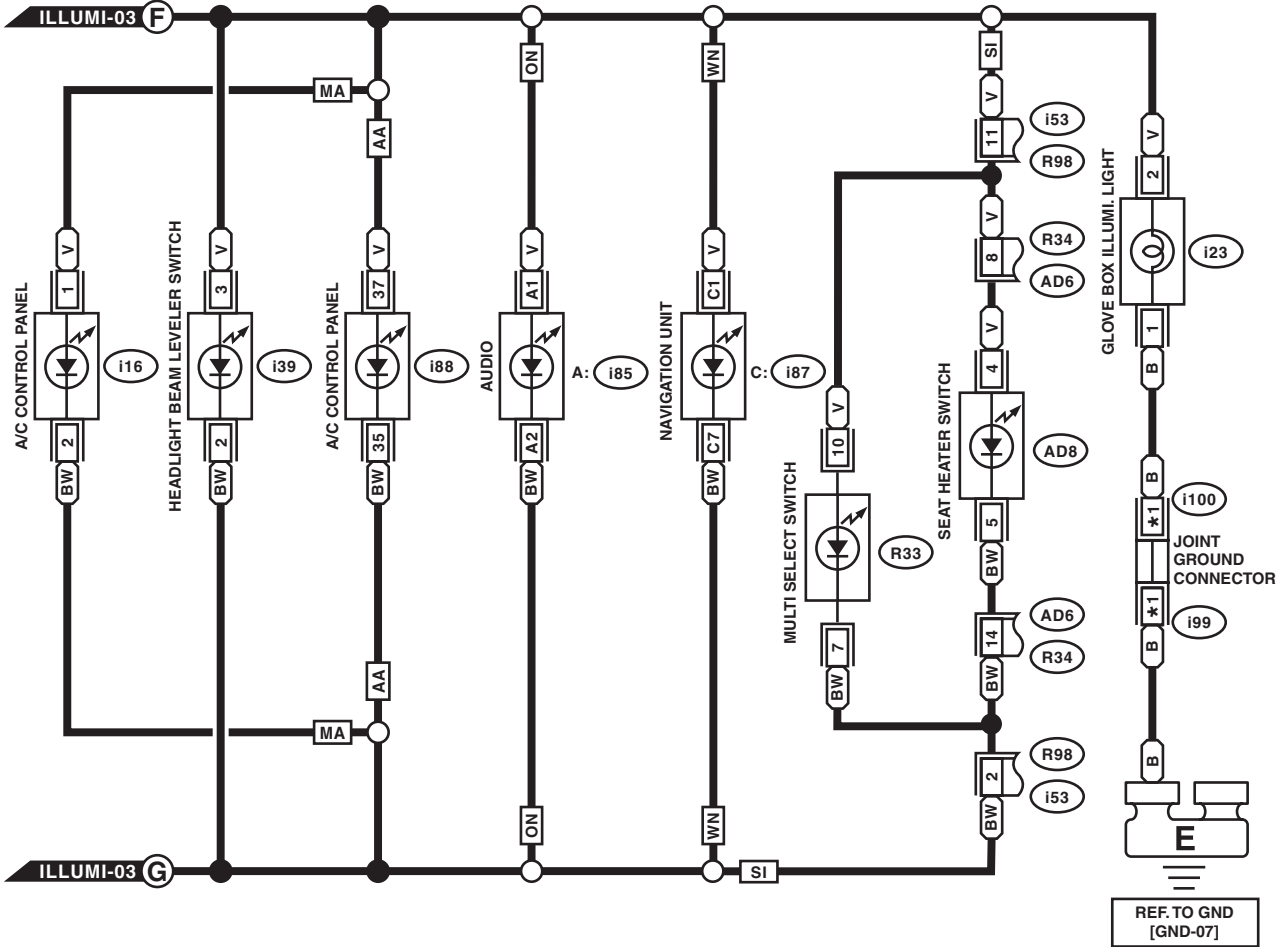 ILLUMI-03 F
ON
WN
SI
MA
V
AA
11
i53
R98
V
2
GLOVE BOX ILLUMI. LIGHT
i23
1
B
V
8
R34
AD6
V
1
A/C CONTROL PANEL
i16
2
BW
V
3
HEADLIGHT BEAM LEVELER SWITCH
i39
2
BW
V
37
A/C CONTROL PANEL
i88
35
BW
V
A1
AUDIO
A: i85
A2
BW
V
C1
NAVIGATION UNIT
C: i87
C7
BW
V
10
MULTI SELECT SWITCH
R33
7
BW
V
4
SEAT HEATER SWITCH
AD8
5
BW
B
*1
i100
JOINT
GROUND
CONNECTOR
*1
i99
B
AD6
14
R34
BW
AA
MA
R98
2
i53
BW
B
E
ON
WN
ILLUMI-03 G
SI
REF. TO GND
[GND-07]